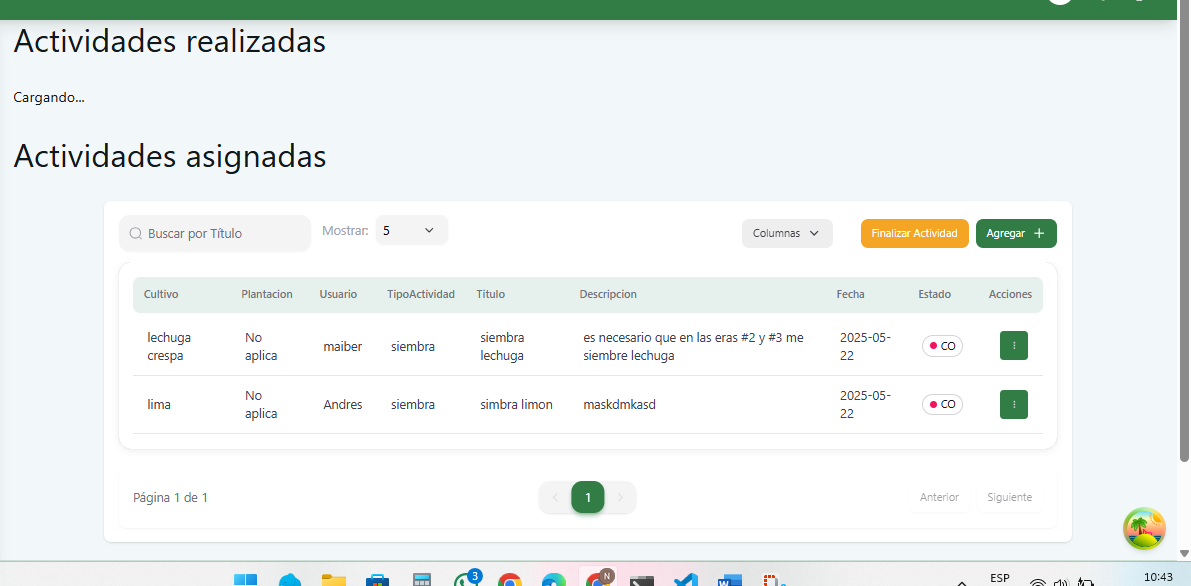 Actividades realizadas
Cargando...
Actividades asignadas
Buscar por Título
Mostrar: 5
Columnas
Finalizar Actividad
Agregar +
Cultivo Plantacion Usuario TipoActividad Titulo Descripcion Fecha Estado Acciones
lechuga crespa No aplica maiber siembra siembra lechuga es necesario que en las eras #2 y #3 me siembre lechuga 2025-05-22 CO
lima No aplica Andres siembra simbra limon maskdmkasd 2025-05-22 CO
Página 1 de 1
1
Anterior
Siguiente
3
N
W
ESP
10:43